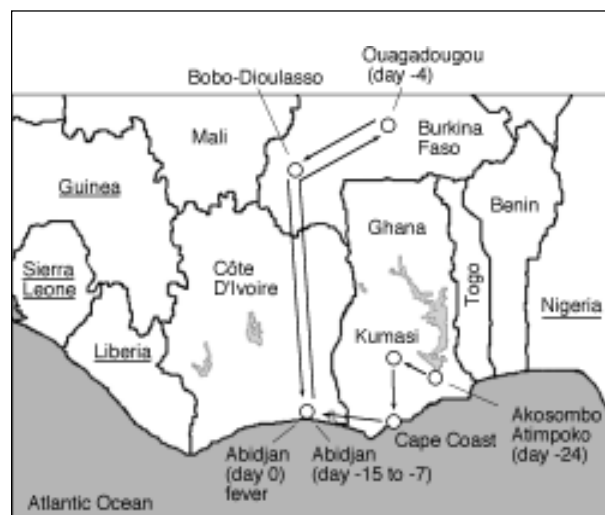 Ouagadougou
(day -4)
Bobo-Dioulasso
Mali
Burkina
Faso
Guinea
Benin
Ghana
Sierra
Leone
Côte
D'Ivoire
Togo
Nigeria
Kumasi
Liberia
Akosombo
Atimpoko
(day -24)
Cape Coast
Abidjan
(day 0)
fever
Abidjan
(day -15 to -7)
Atlantic Ocean